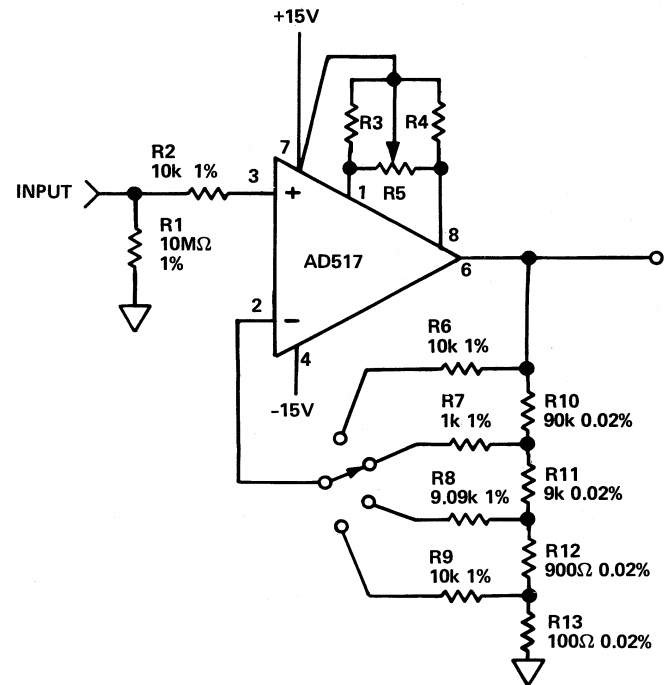 +15V
7
R3
R4
R2
10k 1%
3
1
R5
INPUT
+
R1
10MΩ
1%
8
AD517
6
2
−
4
−15V
R6
10k 1%
R10
90k 0.02%
R7
1k 1%
R11
9k 0.02%
R8
9.09k 1%
R12
900Ω 0.02%
R9
10k 1%
R13
100Ω 0.02%